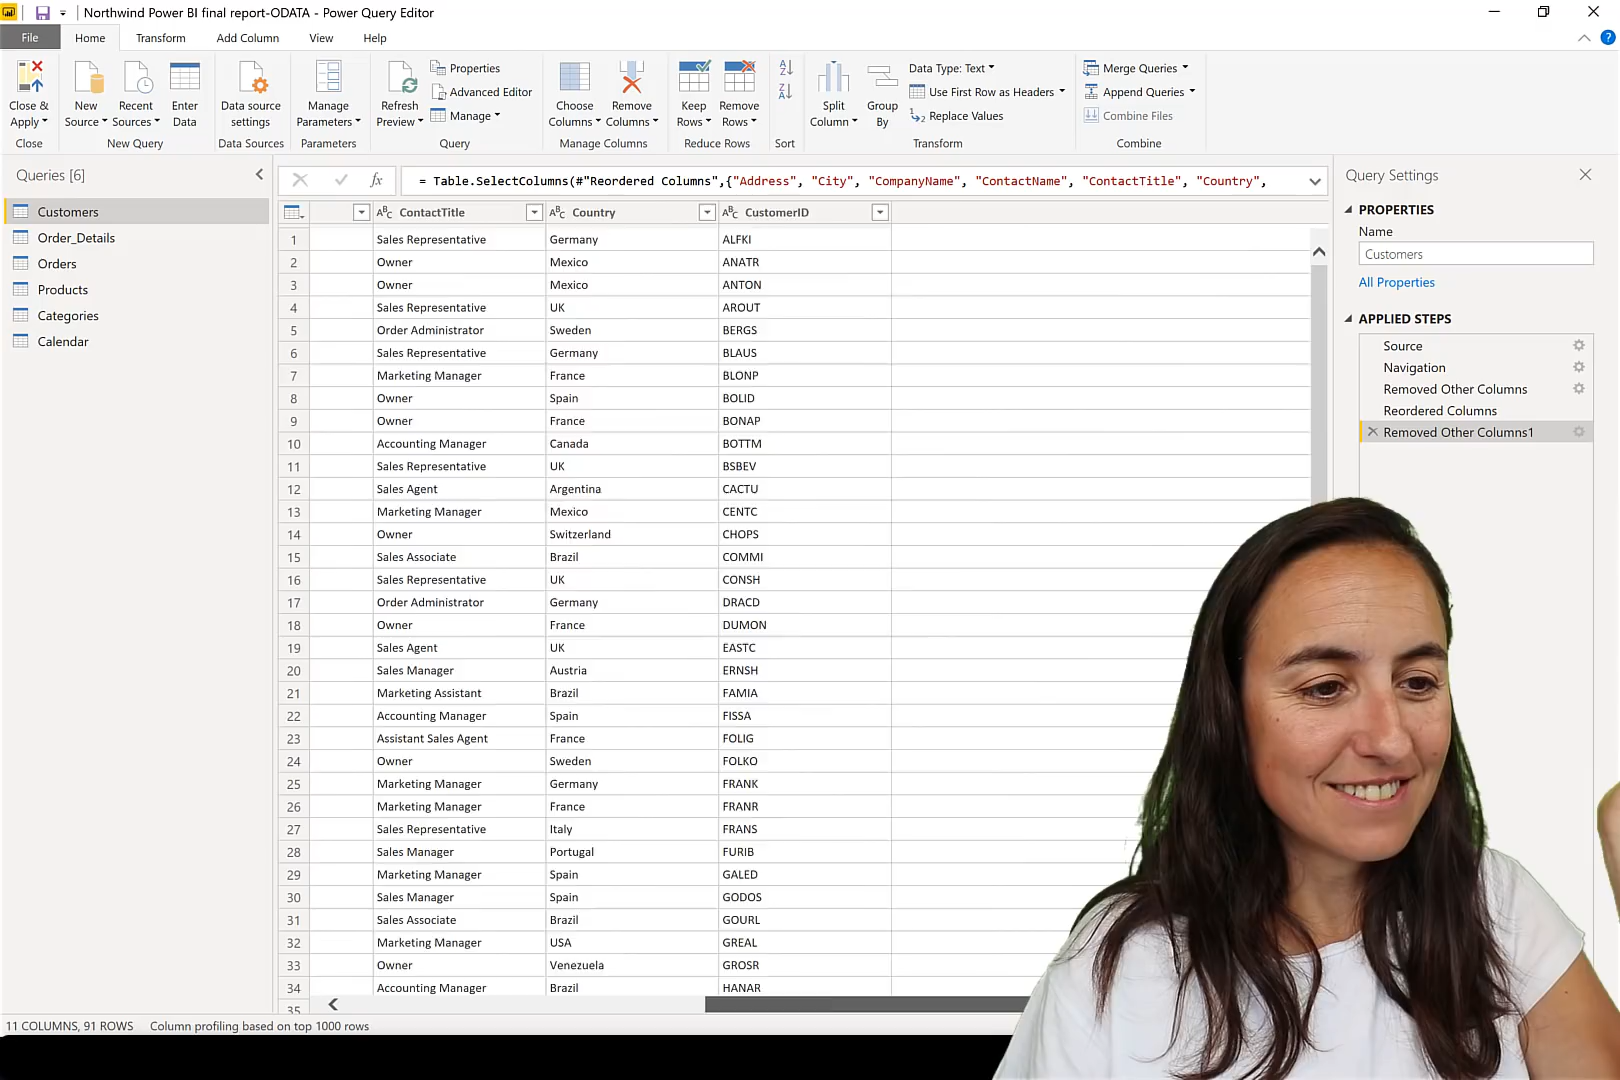 Northwind Power BI final report-ODATA - Power Query Editor
File Home Transform Add Column View Help
Close & Apply
New Source
Recent Sources
Enter Data
Data source settings
Manage Parameters
Refresh Preview
Properties
Advanced Editor
Manage
Choose Columns
Remove Columns
Keep Rows
Remove Rows
Split Column
Group By
Data Type: Text
Use First Row as Headers
Replace Values
Merge Queries
Append Queries
Combine Files
Close New Query Data Sources Parameters Query Manage Columns Reduce Rows Sort Transform Combine
Queries [6]
Customers
Order_Details
Orders
Products
Categories
Calendar
fx = Table.SelectColumns(#"Reordered Columns",{"Address", "City", "CompanyName", "ContactName", "ContactTitle", "Country",
ABC ContactTitle ABC Country ABC CustomerID
1 Sales Representative Germany ALFKI
2 Owner Mexico ANATR
3 Owner Mexico ANTON
4 Sales Representative UK AROUT
5 Order Administrator Sweden BERGS
6 Sales Representative Germany BLAUS
7 Marketing Manager France BLONP
8 Owner Spain BOLID
9 Owner France BONAP
10 Accounting Manager Canada BOTTM
11 Sales Representative UK BSBEV
12 Sales Agent Argentina CACTU
13 Marketing Manager Mexico CENTC
14 Owner Switzerland CHOPS
15 Sales Associate Brazil COMMI
16 Sales Representative UK CONSH
17 Order Administrator Germany DRACD
18 Owner France DUMON
19 Sales Agent UK EASTC
20 Sales Manager Austria ERNSH
21 Marketing Assistant Brazil FAMIA
22 Accounting Manager Spain FISSA
23 Assistant Sales Agent France FOLIG
24 Owner Sweden FOLKO
25 Marketing Manager Germany FRANK
26 Marketing Manager France FRANR
27 Sales Representative Italy FRANS
28 Sales Manager Portugal FURIB
29 Marketing Manager Spain GALED
30 Sales Manager Spain GODOS
31 Sales Associate Brazil GOURL
32 Marketing Manager USA GREAL
33 Owner Venezuela GROSR
34 Accounting Manager Brazil HANAR
35
Query Settings
PROPERTIES
Name
Customers
All Properties
APPLIED STEPS
Source
Navigation
Removed Other Columns
Reordered Columns
Removed Other Columns1
11 COLUMNS, 91 ROWS Column profiling based on top 1000 rows